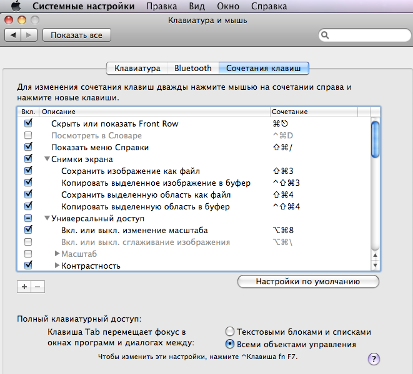 Системные настройки Правка Вид Окно Справка
Клавиатура и мышь
Показать все
Клавиатура Bluetooth Сочетания клавиш
Для изменения сочетания клавиш дважды нажмите мышью на сочетании справа и
нажмите новые клавиши.
Вкл. Описание Сочетание
Скрыть или показать Front Row ⌘⎋
Посмотреть в Словаре ^⌘D
Показать меню Справки ⇧⌘/
Снимки экрана
Сохранить изображение как файл ⇧⌘3
Копировать выделенное изображение в буфер ^⇧⌘3
Сохранить выделенную область как файл ⇧⌘4
Копировать выделенную область в буфер ^⇧⌘4
Универсальный доступ
Вкл. или выкл. изменение масштаба ⌥⌘8
Вкл. или выкл. сглаживание изображения ⌥⌘\
Масштаб
Контрастность
+ − Настройки по умолчанию
Полный клавиатурный доступ:
Клавиша Tab перемещает фокус в
окнах программ и диалогах между:
Текстовыми блоками и списками
Всеми объектами управления
Чтобы изменить эти настройки, нажмите ^Клавиша fn F7.
?